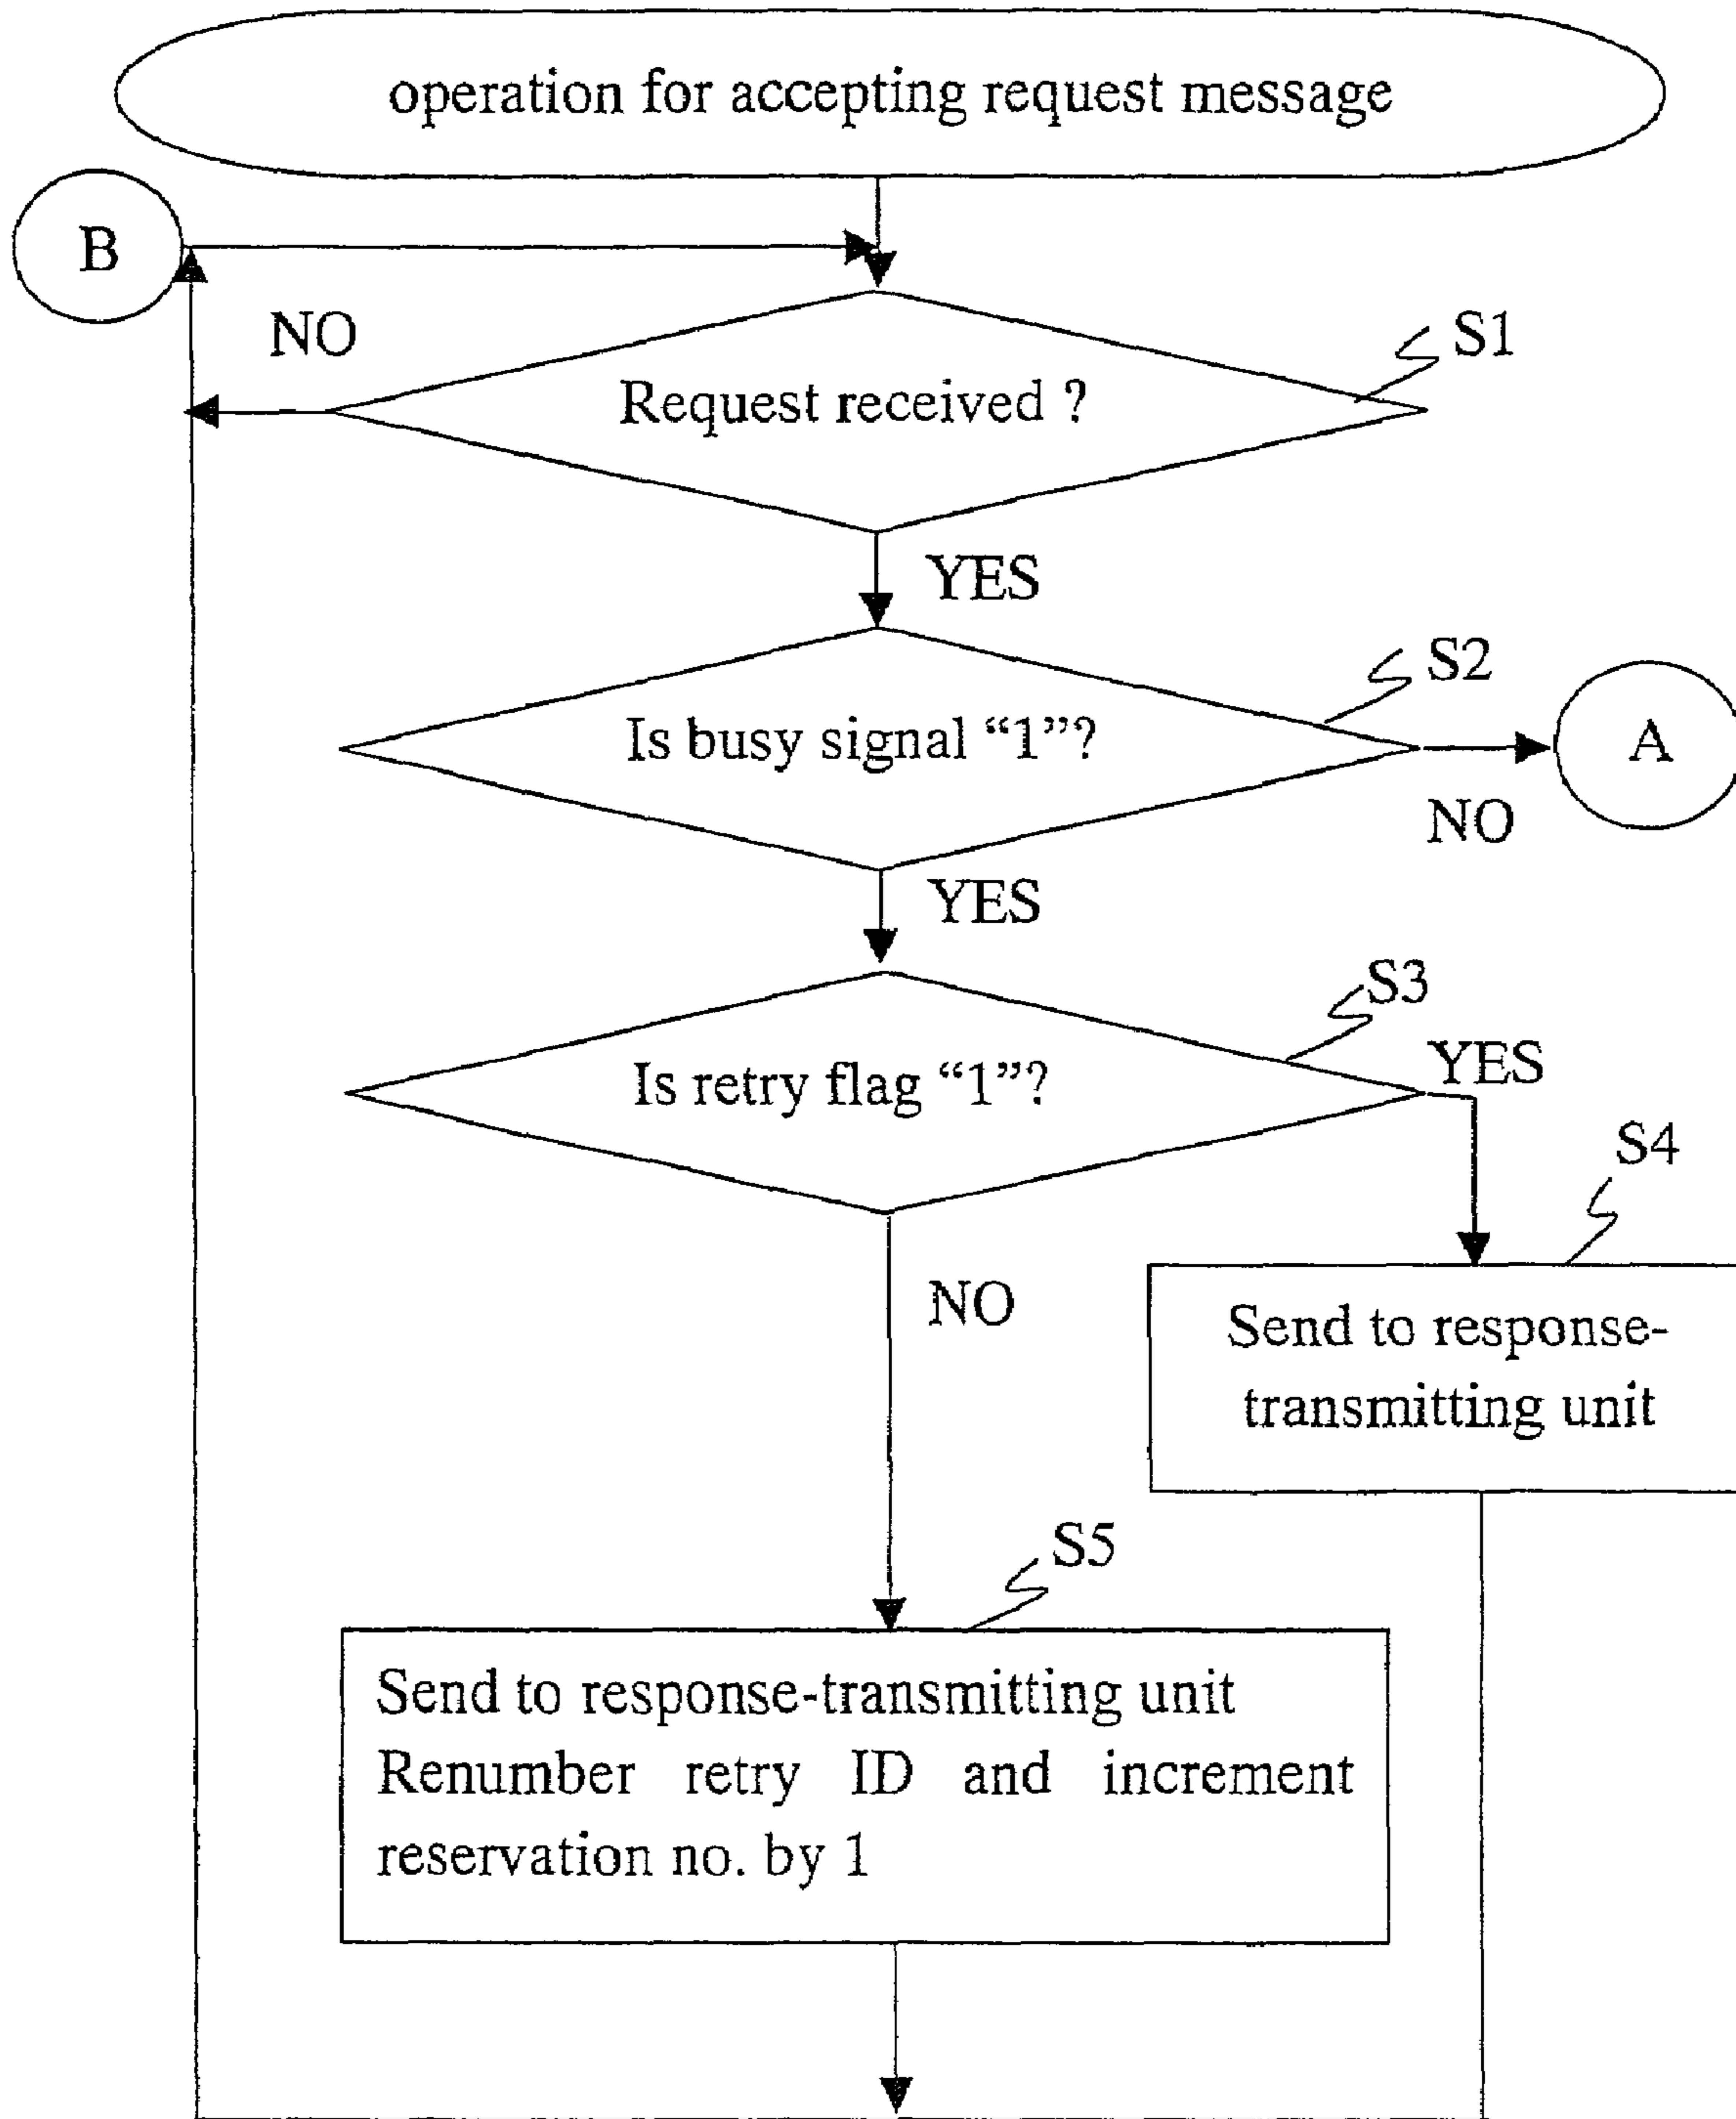 operation for accepting request message
B
NO
S1
Request received ?
YES
S2
Is busy signal “1”?
A
NO
YES
S3
YES
Is retry flag “1”?
S4
NO
Send to response-
transmitting unit
S5
Send to response-transmitting unit
Renumber retry ID and increment
reservation no. by 1